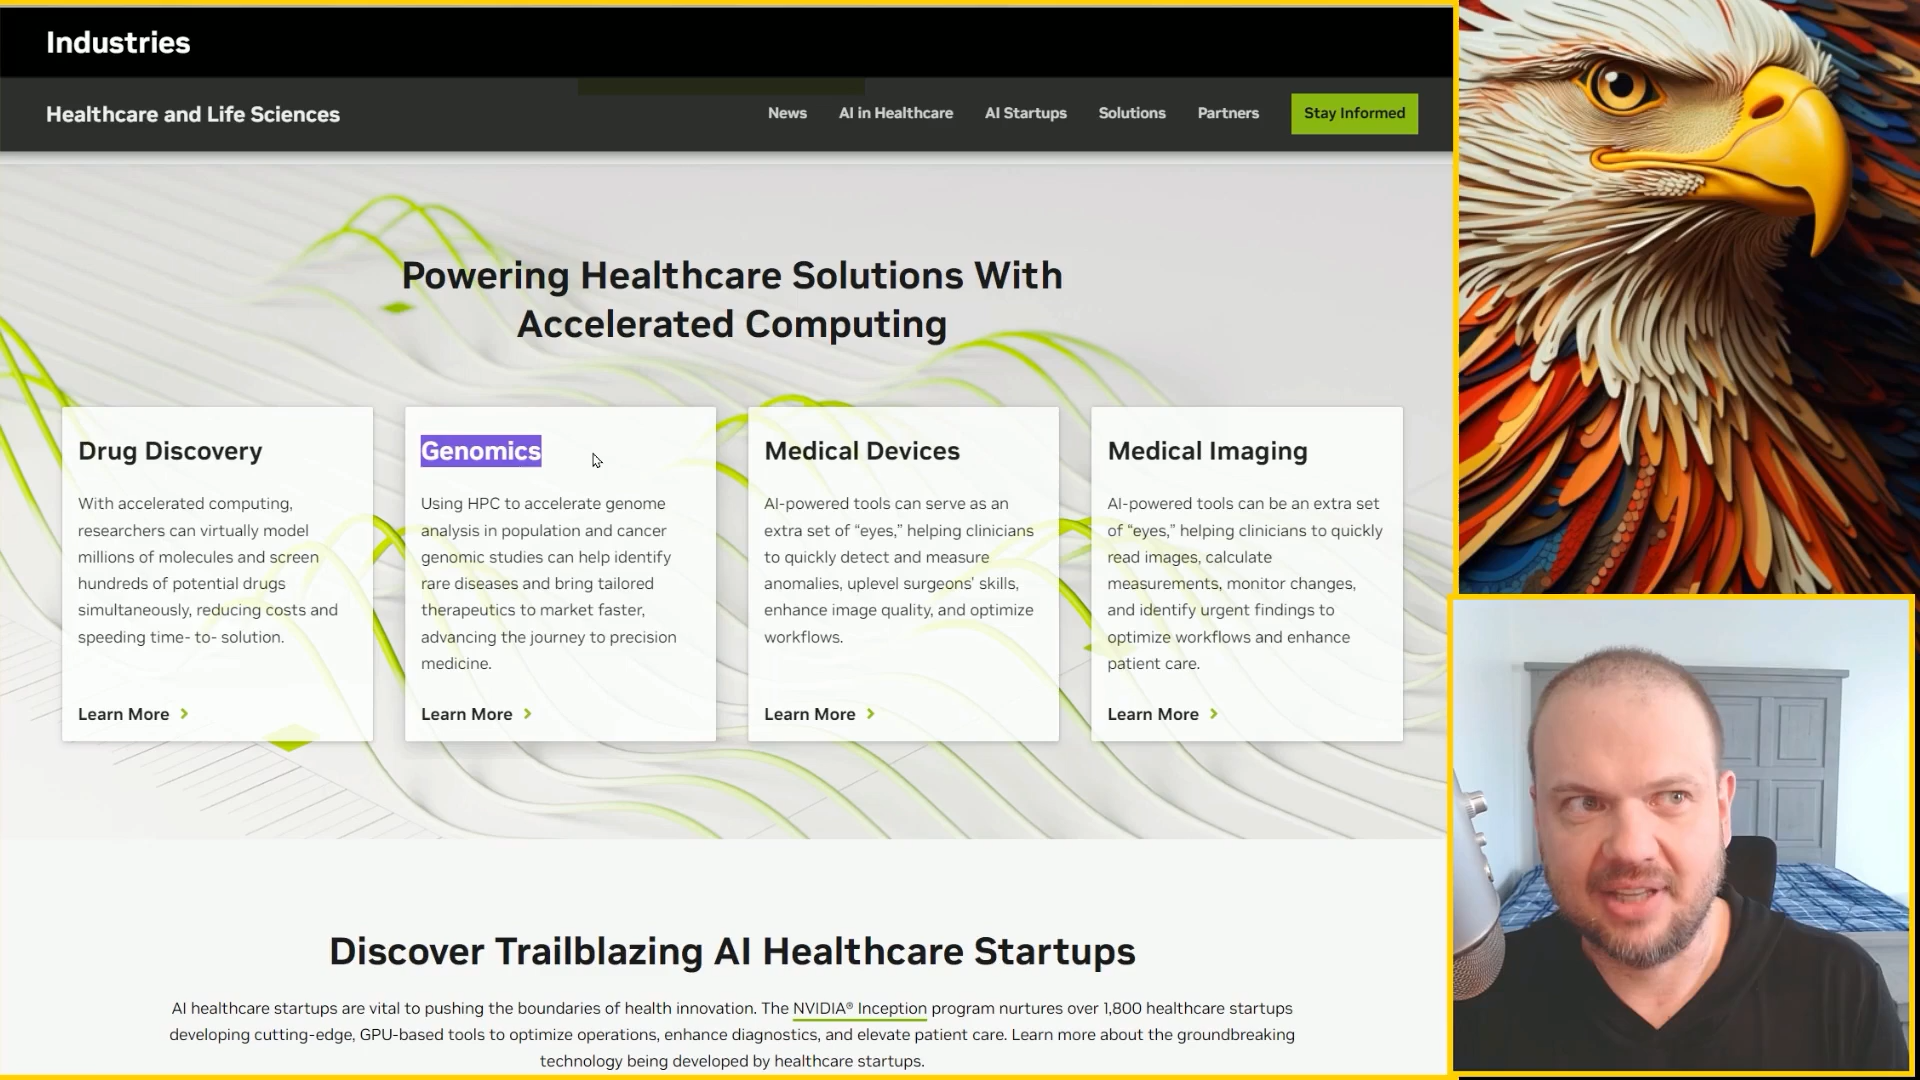 Industries
Healthcare and Life Sciences
News
AI in Healthcare
AI Startups
Solutions
Partners
Stay Informed
Powering Healthcare Solutions With
Accelerated Computing
Drug Discovery
With accelerated computing,
researchers can virtually model
millions of molecules and screen
hundreds of potential drugs
simultaneously, reducing costs and
speeding time- to- solution.
Learn More
Genomics
Using HPC to accelerate genome
analysis in population and cancer
genomic studies can help identify
rare diseases and bring tailored
therapeutics to market faster,
advancing the journey to precision
medicine.
Learn More
Medical Devices
AI-powered tools can serve as an
extra set of “eyes,” helping clinicians
to quickly detect and measure
anomalies, uplevel surgeons’ skills,
enhance image quality, and optimize
workflows.
Learn More
Medical Imaging
AI-powered tools can be an extra set
of “eyes,” helping clinicians to quickly
read images, calculate
measurements, monitor changes,
and identify urgent findings to
optimize workflows and enhance
patient care.
Learn More
Discover Trailblazing AI Healthcare Startups
AI healthcare startups are vital to pushing the boundaries of health innovation. The NVIDIA® Inception program nurtures over 1,800 healthcare startups
developing cutting-edge, GPU-based tools to optimize operations, enhance diagnostics, and elevate patient care. Learn more about the groundbreaking
technology being developed by healthcare startups.